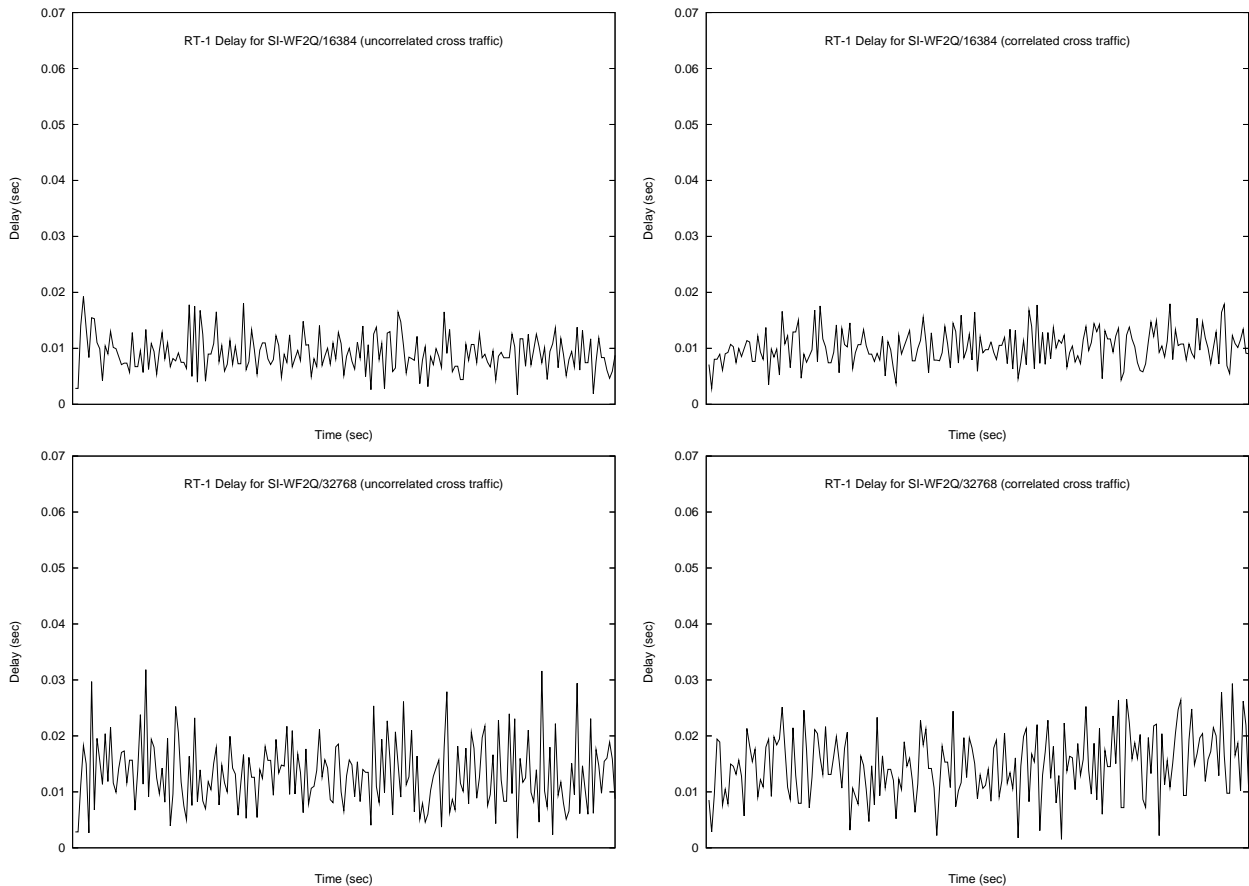 RT-1 Delay for SI-WF2Q/16384 (uncorrelated cross traffic)
0.07
0.06
0.05
0.04
0.03
0.02
0.01
0
Delay (sec)
Time (sec)
RT-1 Delay for SI-WF2Q/16384 (correlated cross traffic)
0.07
0.06
0.05
0.04
0.03
0.02
0.01
0
Delay (sec)
Time (sec)
RT-1 Delay for SI-WF2Q/32768 (uncorrelated cross traffic)
0.07
0.06
0.05
0.04
0.03
0.02
0.01
0
Delay (sec)
Time (sec)
RT-1 Delay for SI-WF2Q/32768 (correlated cross traffic)
0.07
0.06
0.05
0.04
0.03
0.02
0.01
0
Delay (sec)
Time (sec)